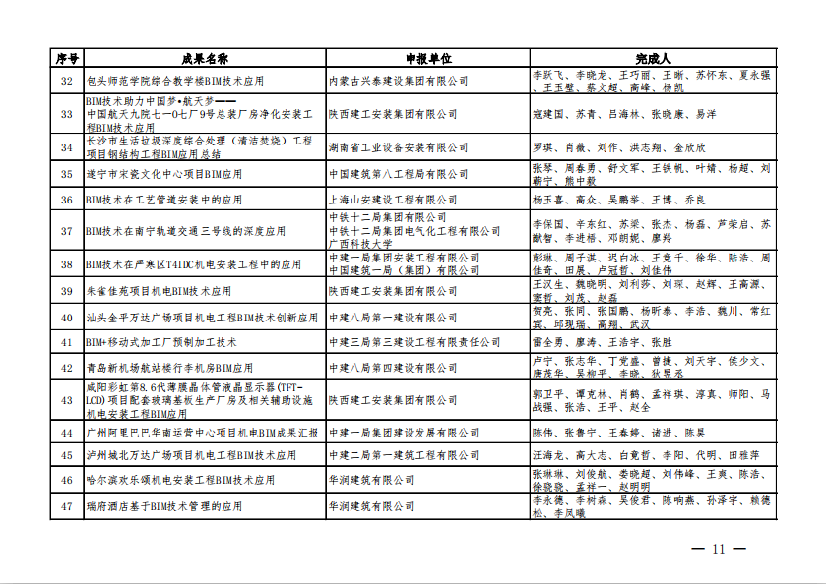 序号 成果名称 申报单位 完成人
32 包头师范学院综合教学楼BIM技术应用 内蒙古兴泰建设集团有限公司 李跃飞、李晓龙、王巧丽、王晰、苏怀东、夏永强、王玉壁、蔡文超、高峰、杨凯
33 BIM技术助力中国梦•航天梦——
中国航天九院七一〇七厂9号总装厂房净化安装工
程BIM技术应用 陕西建工安装集团有限公司 寇建国、苏青、吕海林、张晓康、易洋
34 长沙市生活垃圾深度综合处理（清洁焚烧）工程
项目钢结构工程BIM应用总结 湖南省工业设备安装有限公司 罗琪、肖薇、刘作、洪志翔、金欣欣
35 遂宁市宋瓷文化中心项目BIM应用 中国建筑第八工程局有限公司 张琴、周春勇、舒文军、王铁帆、叶婧、杨超、刘
蕲宁、熊中毅
36 BIM技术在工艺管道安装中的应用 上海山安建设工程有限公司 杨玉喜、高众、吴鹏举、王博、乔良
37 BIM技术在南宁轨道交通三号线的深度应用 中铁十二局集团有限公司
中铁十二局集团电气化工程有限公司
广西科技大学 李保国、辛东红、苏梁、张杰、杨磊、芦荣启、苏
猷智、李进梧、邓朗妮、廖兴
38 BIM技术在严寒区T4IDC机电安装工程中的应用 中建一局集团安装工程有限公司
中国建筑一局（集团）有限公司 彭琳、周子淇、迟白冰、王竟千、徐华、陆浩、周
佳奇、田展、卢冠哲、刘佳伟
39 朱雀佳苑项目机电BIM技术应用 陕西建工安装集团有限公司 王汉生、魏晓明、刘利莎、刘琛、赵辉、王高源、
窦哲、刘茂、赵磊
40 汕头金平万达广场项目机电工程BIM技术创新应用 中建八局第一建设有限公司 贺亮、张同、张国鹏、杨昕泰、李浩、魏川、常红
宾、邱现瑞、高翔、武汉
41 BIM+移动式加工厂预制加工技术 中建三局第三建设工程有限责任公司 雷全勇、廖涛、王浩宇、张胜
42 青岛新机场航站楼行李机房BIM应用 中建八局第四建设有限公司 卢宁、张志华、丁党盛、曾捷、刘天宇、侯少文、
唐茂华、吴柳平、李晓、狄昱丞
43 咸阳彩虹第8.6代薄膜晶体管液晶显示器(TFT-
LCD)项目配套玻璃基板生产厂房及相关辅助设施
机电安装工程BIM应用 陕西建工安装集团有限公司 郭卫平、谭克林、肖鹤、孟祥琪、淳真、师阳、马
战强、张浩、王平、赵全
44 广州阿里巴巴华南运营中心项目机电BIM成果汇报 中建一局集团建设发展有限公司 陈伟、张鲁宁、王春婷、诸进、陈昊
45 泸州城北万达广场项目机电工程BIM技术应用 中建二局第一建筑工程有限公司 汪海龙、高大志、白竟哲、李阳、代明、田雅萍
46 哈尔滨欢乐颂机电安装工程BIM技术应用 华润建筑有限公司 张琳琳、刘俊航、娄晓超、刘伟峰、王爽、陈浩、
徐晓晓、孟祥一、赵明明
47 瑞府酒店基于BIM技术管理的应用 华润建筑有限公司 李永德、李树森、吴俊君、陈响燕、孙泽宇、赖德
松、李凤曦
— 11 —